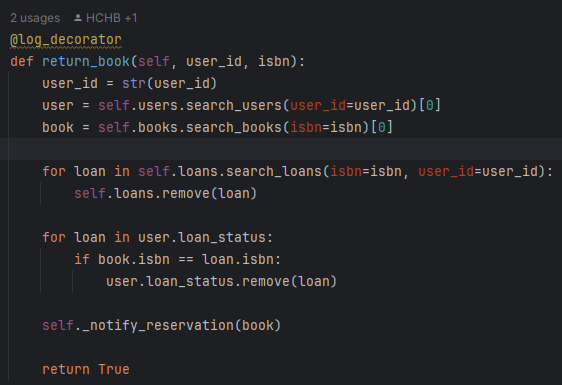 2 usages HCHB +1
@log_decorator
def return_book(self, user_id, isbn):
    user_id = str(user_id)
    user = self.users.search_users(user_id=user_id)[0]
    book = self.books.search_books(isbn=isbn)[0]

    for loan in self.loans.search_loans(isbn=isbn, user_id=user_id):
        self.loans.remove(loan)

    for loan in user.loan_status:
        if book.isbn == loan.isbn:
            user.loan_status.remove(loan)

    self._notify_reservation(book)

    return True